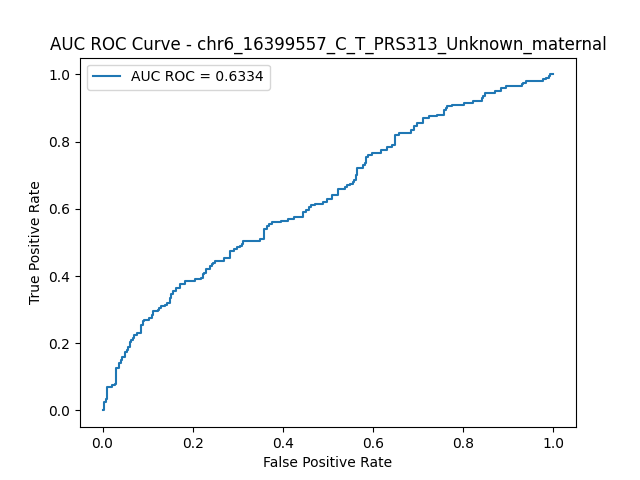 AUC ROC Curve - chr6_16399557_C_T_PRS313_Unknown_maternal
AUC ROC = 0.6334
True Positive Rate
1.0
0.8
0.6
0.4
0.2
0.0
0.0 0.2 0.4 0.6 0.8 1.0
False Positive Rate